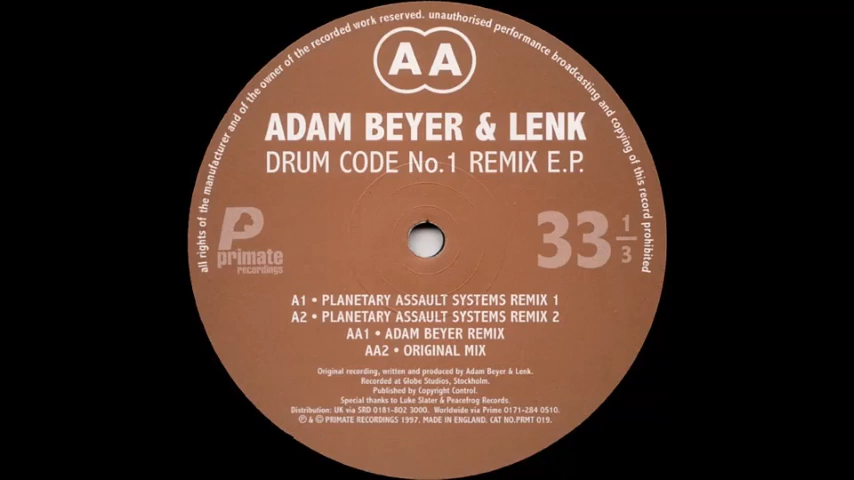 all rights of the manufacturer and of the owner of the recorded work reserved. unauthorised performance broadcasting and copying of this record prohibited
AA
ADAM BEYER & LENK
DRUM CODE No.1 REMIX E.P.
P
primate
recordings
33 1/3
A1 • PLANETARY ASSAULT SYSTEMS REMIX 1
A2 • PLANETARY ASSAULT SYSTEMS REMIX 2
AA1 • ADAM BEYER REMIX
AA2 • ORIGINAL MIX
Original recording, written and produced by Adam Beyer & Lenk.
Recorded at Globe Studios, Stockholm.
Published by Copyright Control.
Special thanks to Luke Slater & Peacefrog Records.
Distribution: UK via SRD 0181-802 3000. Worldwide via Prime 0171-284 0510.
℗ & © PRIMATE RECORDINGS 1997. MADE IN ENGLAND. CAT NO.PRMT 019.